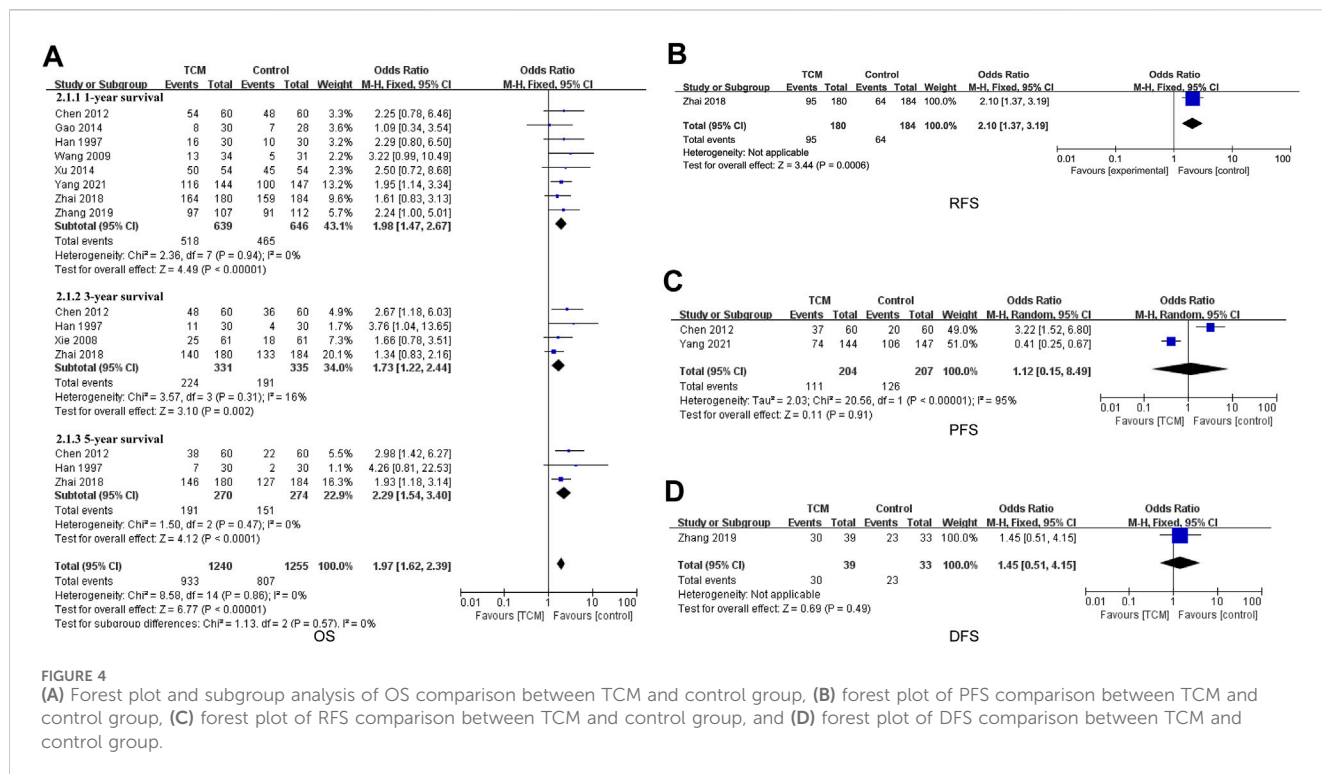 A
TCM Control Odds Ratio Odds Ratio
Study or Subgroup Events Total Events Total Weight M-H, Fixed, 95% CI M-H, Fixed, 95% CI
2.1.1 1-year survival
Chen 2012 54 60 48 60 3.3% 2.25 [0.78, 6.46]
Gao 2014 8 30 7 28 3.6% 1.09 [0.34, 3.54]
Han 1997 16 30 10 30 3.3% 2.29 [0.80, 6.50]
Wang 2009 13 34 5 31 2.2% 3.22 [0.99, 10.49]
Xu 2014 50 54 45 54 2.2% 2.50 [0.72, 8.68]
Yang 2021 116 144 100 147 13.2% 1.95 [1.14, 3.34]
Zhai 2018 164 180 159 184 9.6% 1.61 [0.83, 3.13]
Zhang 2019 97 107 91 112 5.7% 2.24 [1.00, 5.01]
Subtotal (95% CI) 639 646 43.1% 1.98 [1.47, 2.67]
Total events 518 465
Heterogeneity: Chi² = 2.36, df = 7 (P = 0.94); I² = 0%
Test for overall effect: Z = 4.49 (P < 0.00001)
2.1.2 3-year survival
Chen 2012 48 60 36 60 4.9% 2.67 [1.18, 6.03]
Han 1997 11 30 4 30 1.7% 3.76 [1.04, 13.65]
Xie 2008 25 61 18 61 7.3% 1.66 [0.78, 3.51]
Zhai 2018 140 180 133 184 20.1% 1.34 [0.83, 2.16]
Subtotal (95% CI) 331 335 34.0% 1.73 [1.22, 2.44]
Total events 224 191
Heterogeneity: Chi² = 3.57, df = 3 (P = 0.31); I² = 16%
Test for overall effect: Z = 3.10 (P = 0.002)
2.1.3 5-year survival
Chen 2012 38 60 22 60 5.5% 2.98 [1.42, 6.27]
Han 1997 7 30 2 30 1.1% 4.26 [0.81, 22.53]
Zhai 2018 146 180 127 184 16.3% 1.93 [1.18, 3.14]
Subtotal (95% CI) 270 274 22.9% 2.29 [1.54, 3.40]
Total events 191 151
Heterogeneity: Chi² = 1.50, df = 2 (P = 0.47); I² = 0%
Test for overall effect: Z = 4.12 (P < 0.0001)
Total (95% CI) 1240 1255 100.0% 1.97 [1.62, 2.39]
Total events 933 807
Heterogeneity: Chi² = 8.58, df = 14 (P = 0.86); I² = 0%
Test for overall effect: Z = 6.77 (P < 0.00001)
Test for subgroup differences: Chi² = 1.13, df = 2 (P = 0.57), I² = 0%
0.01 0.1 1 10 100
Favours [TCM] Favours [control]
OS
B
TCM Control Odds Ratio Odds Ratio
Study or Subgroup Events Total Events Total Weight M-H, Fixed, 95% CI M-H, Fixed, 95% CI
Zhai 2018 95 180 64 184 100.0% 2.10 [1.37, 3.19]
Total (95% CI) 180 184 100.0% 2.10 [1.37, 3.19]
Total events 95 64
Heterogeneity: Not applicable
Test for overall effect: Z = 3.44 (P = 0.0006)
0.01 0.1 1 10 100
Favours [experimental] Favours [control]
RFS
C
TCM Control Odds Ratio Odds Ratio
Study or Subgroup Events Total Events Total Weight M-H, Random, 95% CI M-H, Random, 95% CI
Chen 2012 37 60 20 60 49.0% 3.22 [1.52, 6.80]
Yang 2021 74 144 106 147 51.0% 0.41 [0.25, 0.67]
Total (95% CI) 204 207 100.0% 1.12 [0.15, 8.49]
Total events 111 126
Heterogeneity: Tau² = 2.03; Chi² = 20.56, df = 1 (P < 0.00001); I² = 95%
Test for overall effect: Z = 0.11 (P = 0.91)
0.01 0.1 1 10 100
Favours [TCM] Favours [control]
PFS
D
TCM Control Odds Ratio Odds Ratio
Study or Subgroup Events Total Events Total Weight M-H, Fixed, 95% CI M-H, Fixed, 95% CI
Zhang 2019 30 39 23 33 100.0% 1.45 [0.51, 4.15]
Total (95% CI) 39 33 100.0% 1.45 [0.51, 4.15]
Total events 30 23
Heterogeneity: Not applicable
Test for overall effect: Z = 0.69 (P = 0.49)
0.01 0.1 1 10 100
Favours [TCM] Favours [control]
DFS
FIGURE 4
(A) Forest plot and subgroup analysis of OS comparison between TCM and control group, (B) forest plot of PFS comparison between TCM and
control group, (C) forest plot of RFS comparison between TCM and control group, and (D) forest plot of DFS comparison between TCM and
control group.